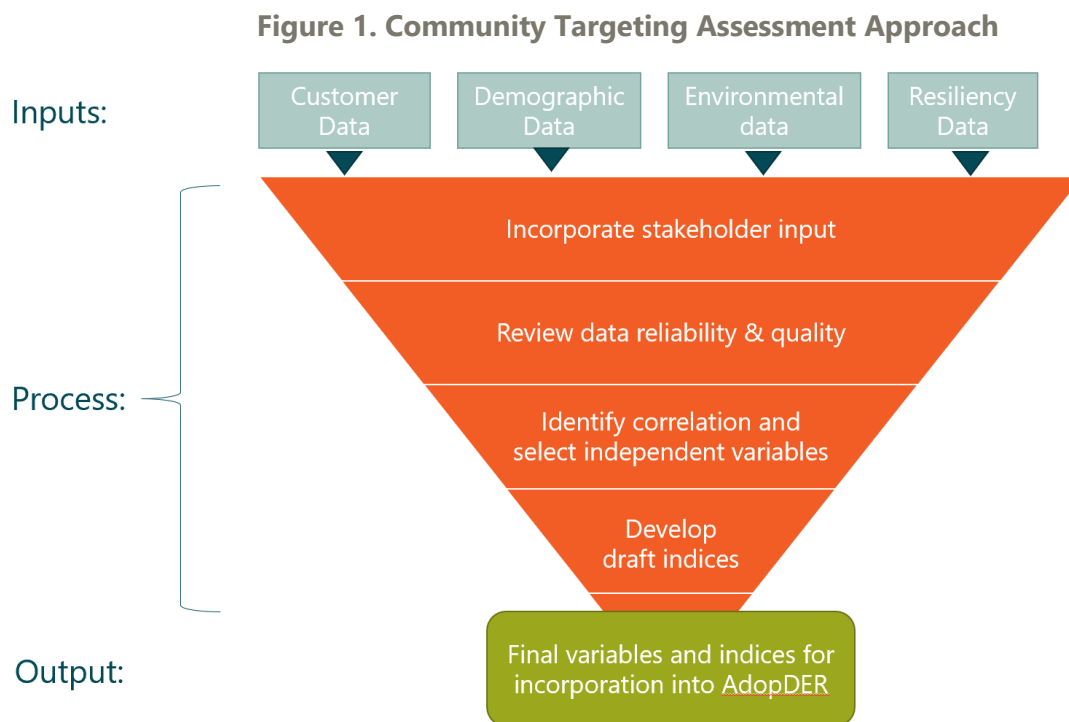 Figure 1. Community Targeting Assessment Approach
Inputs:
Customer
Data
Demographic
Data
Environmental
data
Resiliency
Data
Process:
Incorporate stakeholder input
Review data reliability & quality
Identify correlation and
select independent variables
Develop
draft indices
Output:
Final variables and indices for
incorporation into AdopDER